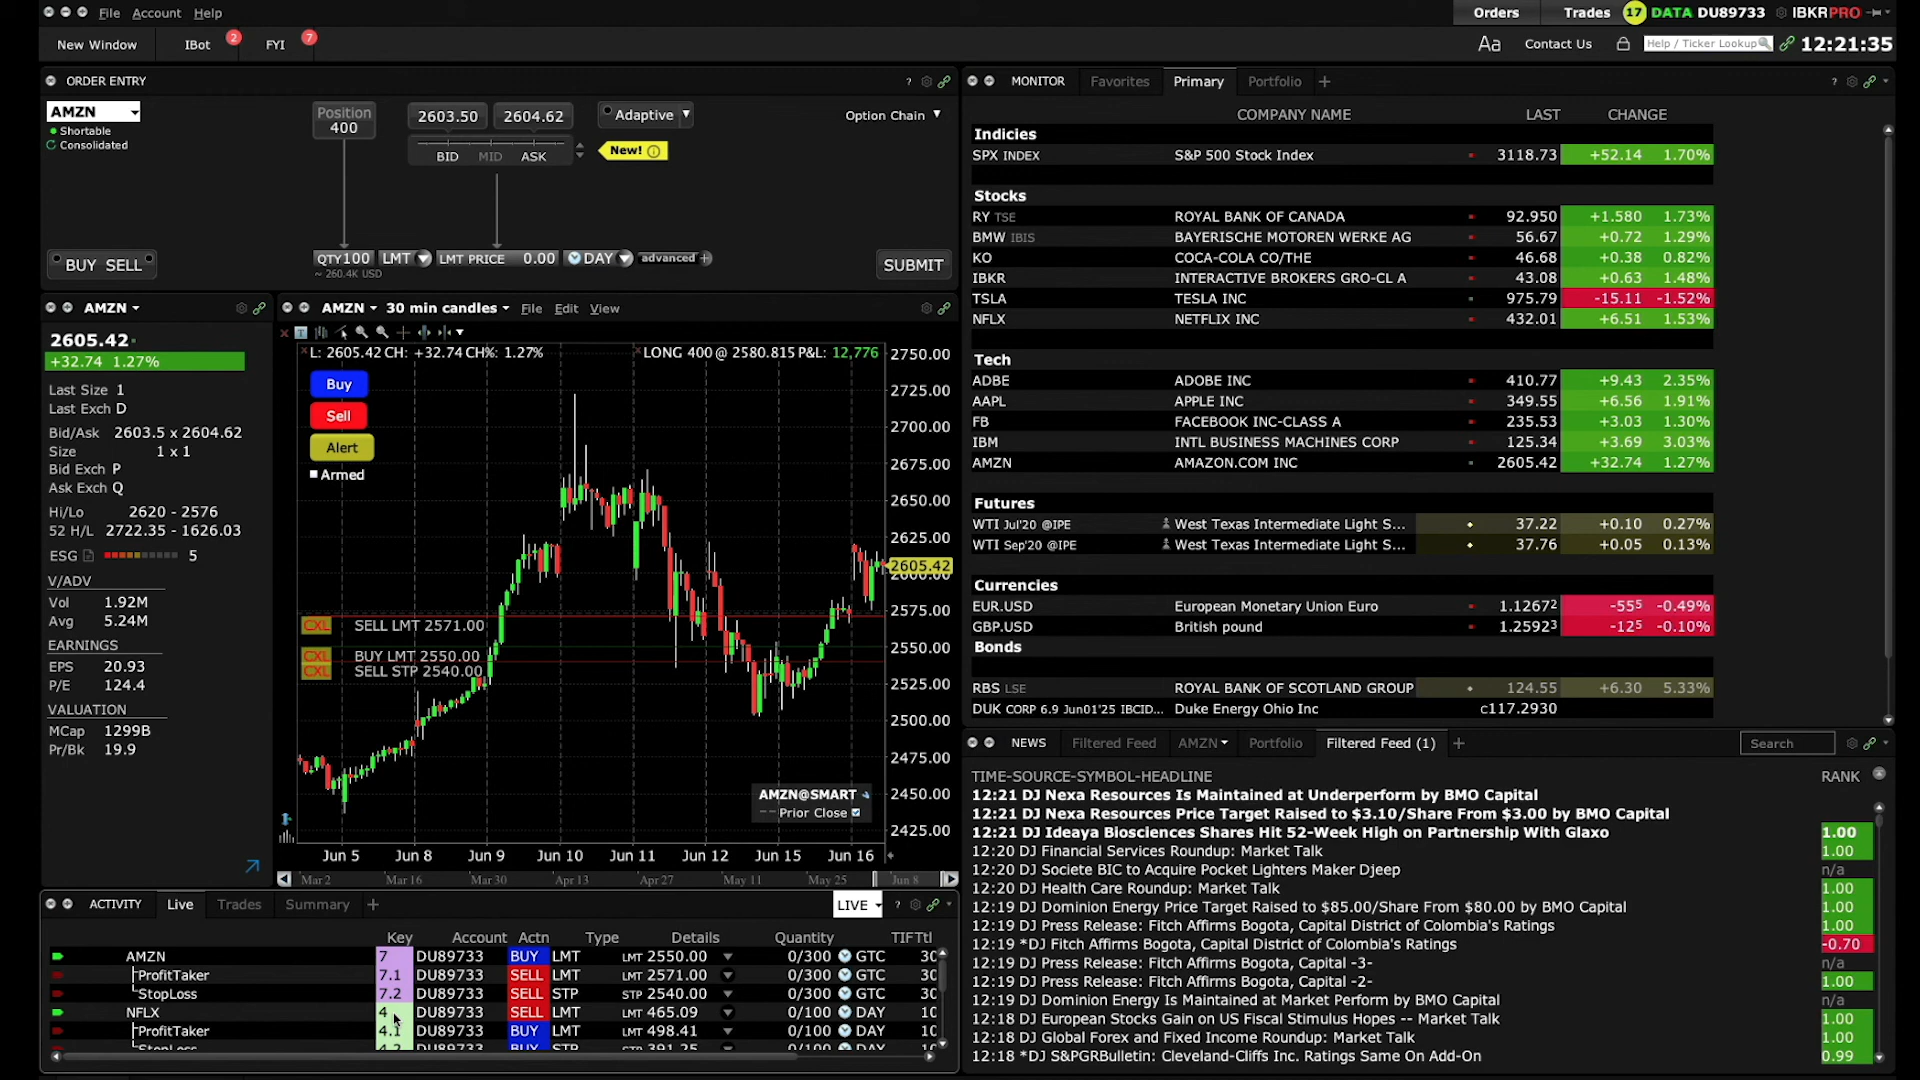 File Account Help Orders Trades 17 DATA DU89733 IBKRPRO
New Window IBot 2 FYI 7 Aa Contact Us Help / Ticker Lookup 12:21:35
ORDER ENTRY ?
AMZN
Shortable
Consolidated
Position
400
2603.50 2604.62 Adaptive Option Chain
BID MID ASK New!
BUY SELL QTY 100 LMT LMT PRICE 0.00 DAY advanced + SUBMIT
~ 260.4K USD
AMZN
2605.42
+32.74 1.27%
Last Size 1
Last Exch D
Bid/Ask 2603.5 x 2604.62
Size 1 x 1
Bid Exch P
Ask Exch Q
Hi/Lo 2620 - 2576
52 H/L 2722.35 - 1626.03
ESG 5
V/ADV
Vol 1.92M
Avg 5.24M
EARNINGS
EPS 20.93
P/E 124.4
VALUATION
MCap 1299B
Pr/Bk 19.9
AMZN 30 min candles File Edit View
L: 2605.42 CH: +32.74 CH%: 1.27% LONG 400 @ 2580.815 P&L: 12,776
Buy
Sell
Alert
Armed
2750.00
2725.00
2700.00
2675.00
2650.00
2625.00
2605.42
2600.00
2575.00
2550.00
2525.00
2500.00
2475.00
2450.00
2425.00
CXL SELL LMT 2571.00
CXL BUY LMT 2550.00
CXL SELL STP 2540.00
AMZN@SMART
Prior Close
Jun 5 Jun 8 Jun 9 Jun 10 Jun 11 Jun 12 Jun 15 Jun 16
Mar 2 Mar 16 Mar 30 Apr 13 Apr 27 May 11 May 25 Jun 8
ACTIVITY Live Trades Summary + LIVE ?
Key Account Actn Type Details Quantity TIF Ttl
AMZN 7 DU89733 BUY LMT LMT 2550.00 0/300 GTC 30
ProfitTaker 7.1 DU89733 SELL LMT LMT 2571.00 0/300 GTC 30
StopLoss 7.2 DU89733 SELL STP STP 2540.00 0/300 GTC 30
NFLX 4 DU89733 SELL LMT LMT 465.09 0/100 DAY 10
ProfitTaker 4.1 DU89733 BUY LMT LMT 498.41 0/100 DAY 10
StopLoss 4.2 DU89733 BUY STP STP 391.25 0/100 DAY 10
MONITOR Favorites Primary Portfolio + ?
COMPANY NAME LAST CHANGE
Indicies
SPX INDEX S&P 500 Stock Index 3118.73 +52.14 1.70%
Stocks
RY TSE ROYAL BANK OF CANADA 92.950 +1.580 1.73%
BMW IBIS BAYERISCHE MOTOREN WERKE AG 56.67 +0.72 1.29%
KO COCA-COLA CO/THE 46.68 +0.38 0.82%
IBKR INTERACTIVE BROKERS GRO-CL A 43.08 +0.63 1.48%
TSLA TESLA INC 975.79 -15.11 -1.52%
NFLX NETFLIX INC 432.01 +6.51 1.53%
Tech
ADBE ADOBE INC 410.77 +9.43 2.35%
AAPL APPLE INC 349.55 +6.56 1.91%
FB FACEBOOK INC-CLASS A 235.53 +3.03 1.30%
IBM INTL BUSINESS MACHINES CORP 125.34 +3.69 3.03%
AMZN AMAZON.COM INC 2605.42 +32.74 1.27%
Futures
WTI Jul'20 @IPE West Texas Intermediate Light S... 37.22 +0.10 0.27%
WTI Sep'20 @IPE West Texas Intermediate Light S... 37.76 +0.05 0.13%
Currencies
EUR.USD European Monetary Union Euro 1.12672 -555 -0.49%
GBP.USD British pound 1.25923 -125 -0.10%
Bonds
RBS LSE ROYAL BANK OF SCOTLAND GROUP 124.55 +6.30 5.33%
DUK CORP 6.9 Jun01'25 IBCID... Duke Energy Ohio Inc c117.2930
NEWS Filtered Feed AMZN Portfolio Filtered Feed (1) + Search
TIME-SOURCE-SYMBOL-HEADLINE RANK
12:21 DJ Nexa Resources Is Maintained at Underperform by BMO Capital
12:21 DJ Nexa Resources Price Target Raised to $3.10/Share From $3.00 by BMO Capital
12:21 DJ Ideaya Biosciences Shares Hit 52-Week High on Partnership With Glaxo 1.00
12:20 DJ Financial Services Roundup: Market Talk 1.00
12:20 DJ Societe BIC to Acquire Pocket Lighters Maker Djeep n/a
12:20 DJ Health Care Roundup: Market Talk 1.00
12:19 DJ Dominion Energy Price Target Raised to $85.00/Share From $80.00 by BMO Capital 1.00
12:19 DJ Press Release: Fitch Affirms Bogota, Capital District of Colombia's Ratings 1.00
12:19 *DJ Fitch Affirms Bogota, Capital District of Colombia's Ratings -0.70
12:19 DJ Press Release: Fitch Affirms Bogota, Capital -3- n/a
12:19 DJ Press Release: Fitch Affirms Bogota, Capital -2- 1.00
12:19 DJ Dominion Energy Is Maintained at Market Perform by BMO Capital n/a
12:18 DJ European Stocks Gain on US Fiscal Stimulus Hopes -- Market Talk 1.00
12:18 DJ Global Forex and Fixed Income Roundup: Market Talk 1.00
12:18 *DJ S&PGRBulletin: Cleveland-Cliffs Inc. Ratings Same On Add-On 0.99